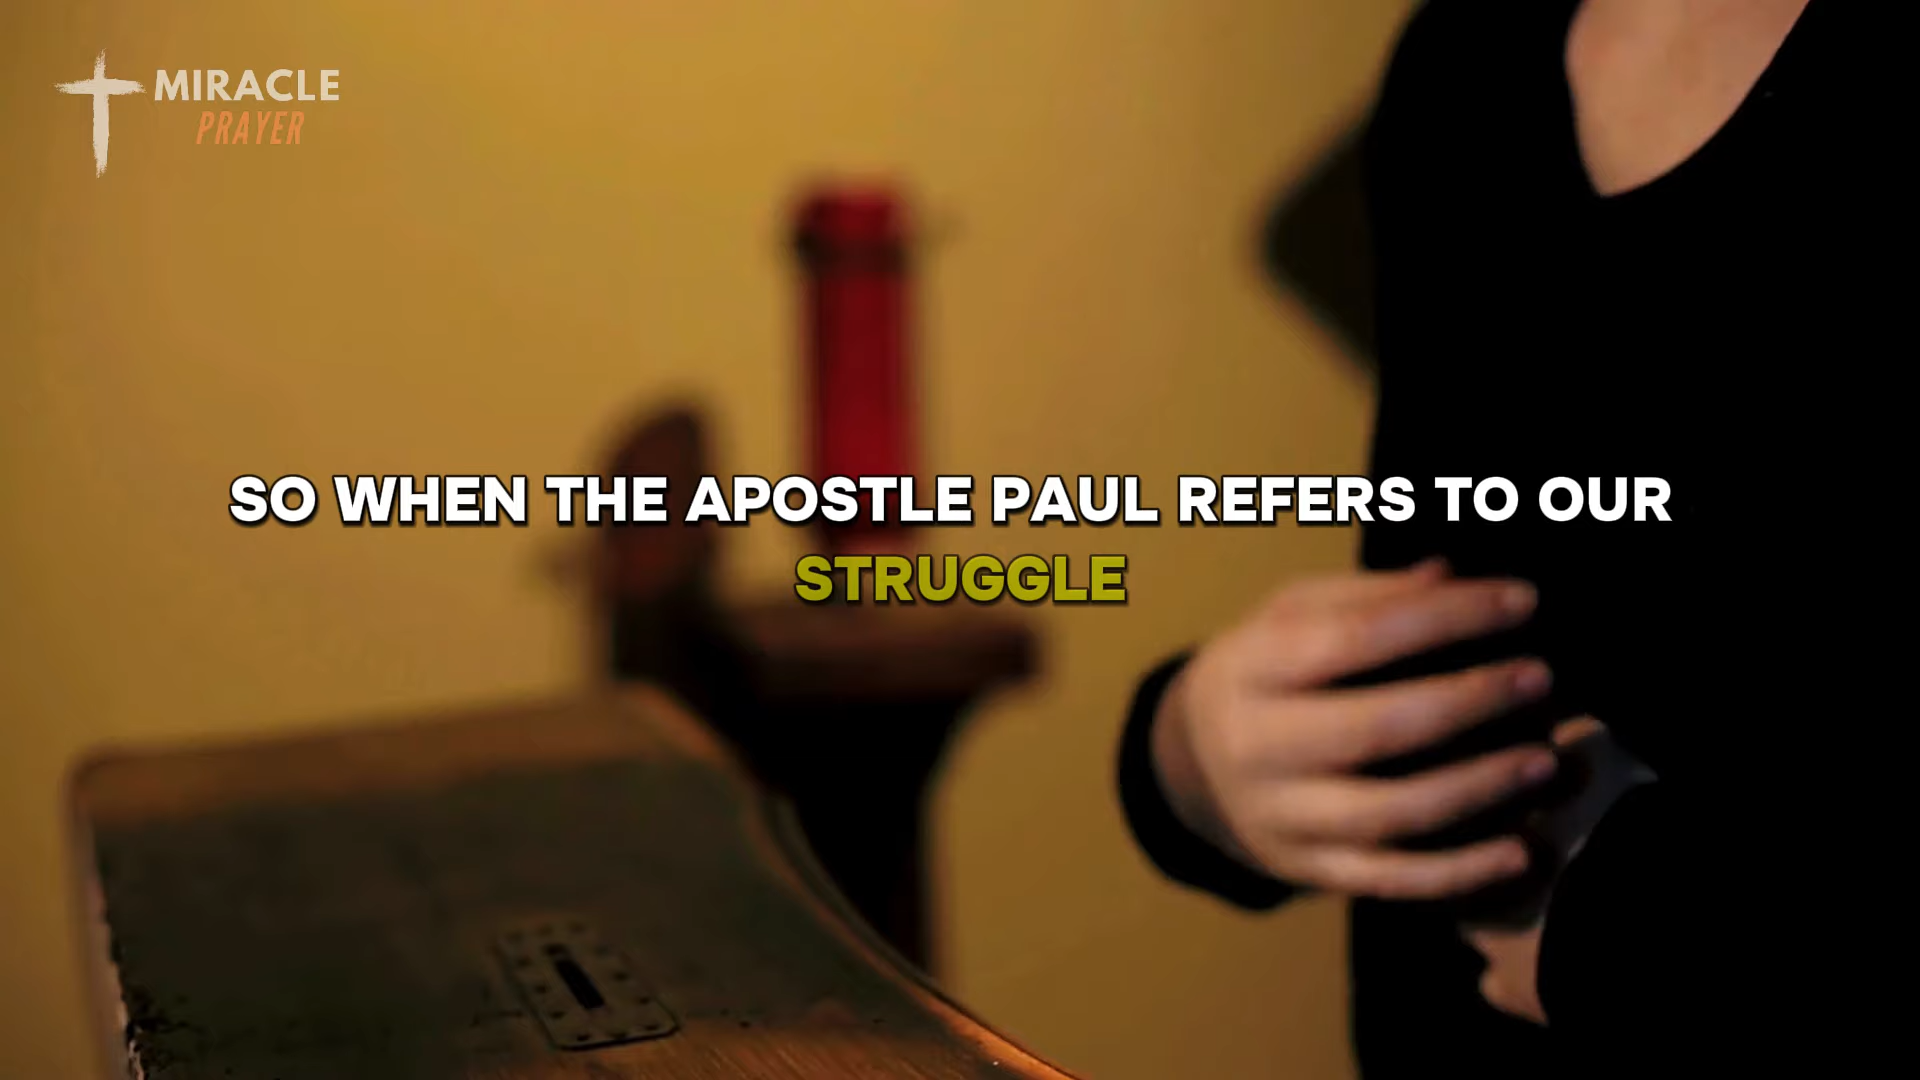 MIRACLE
PRAYER
SO WHEN THE APOSTLE PAUL REFERS TO OUR
STRUGGLE